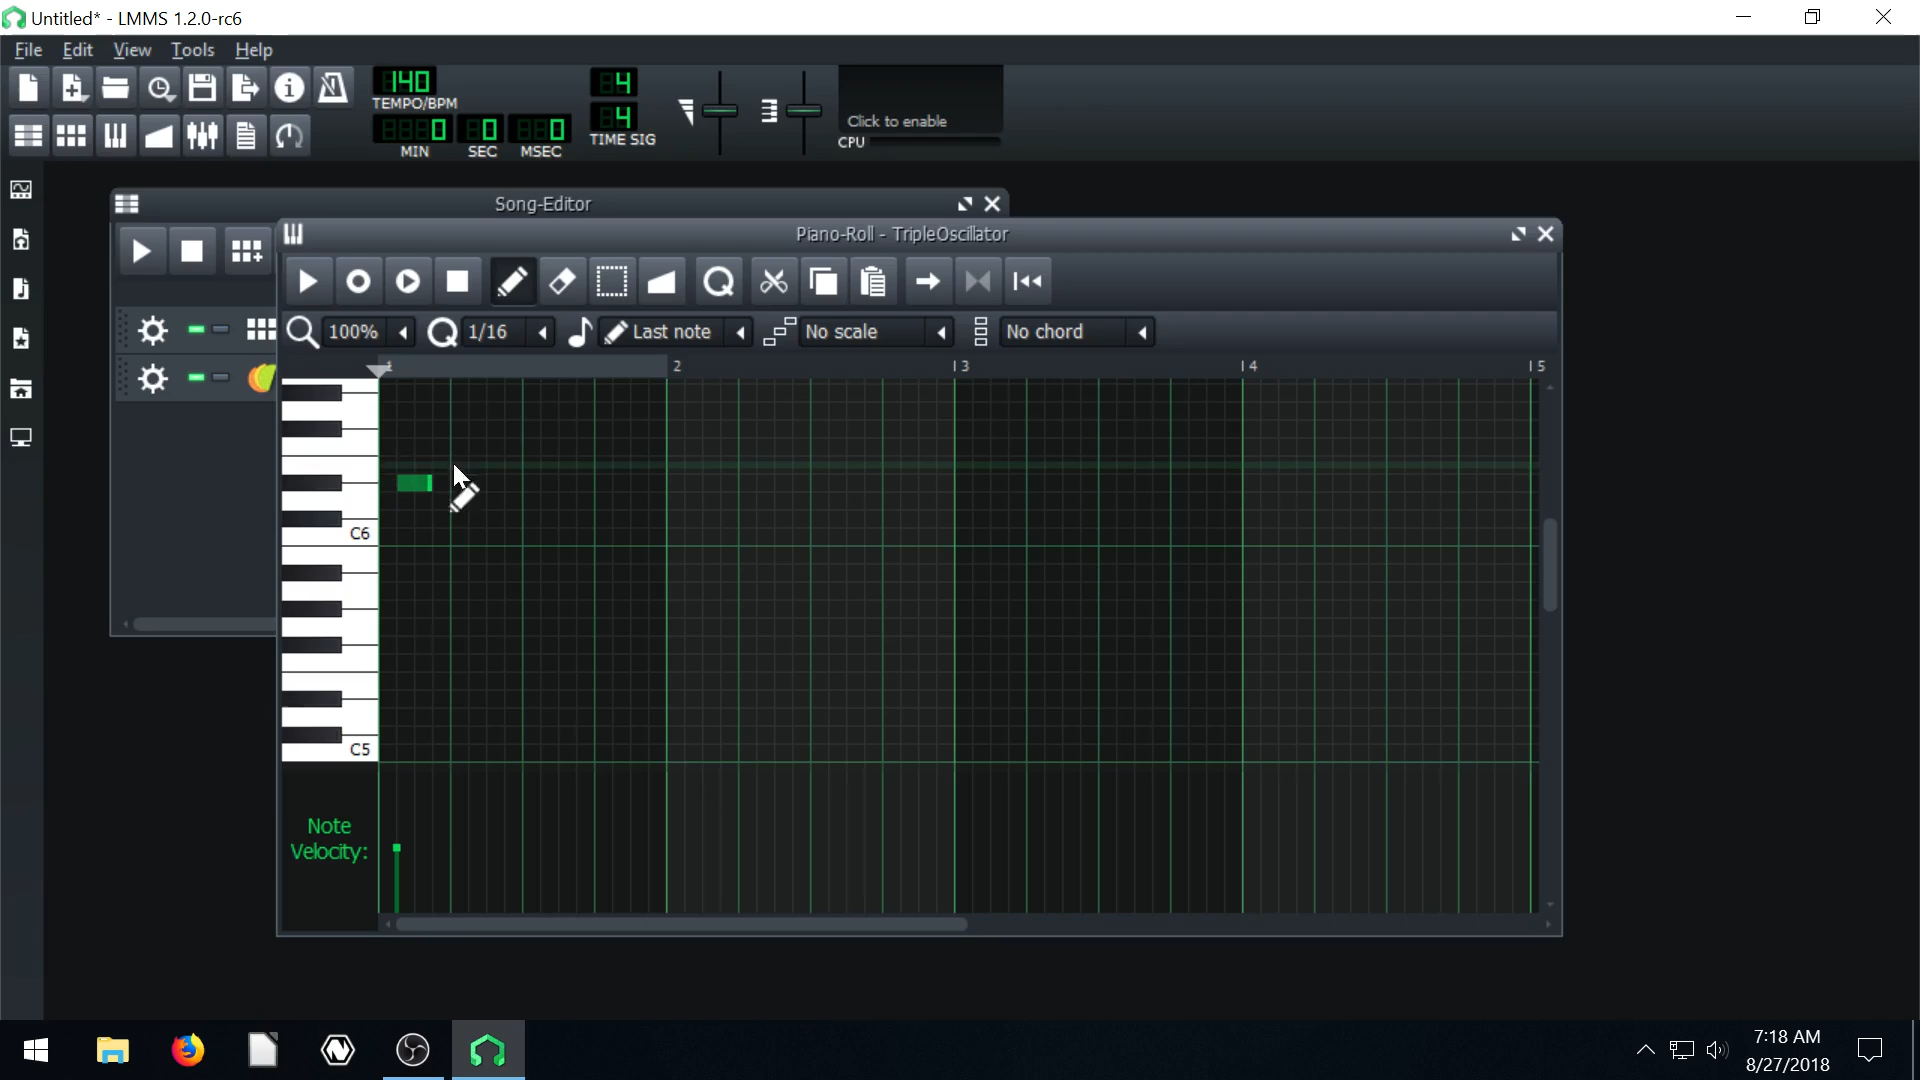 Untitled* - LMMS 1.2.0-rc6
File Edit View Tools Help
140
TEMPO/BPM
0 0 0
MIN SEC MSEC
4
4
TIME SIG
Click to enable
CPU
Song-Editor
Piano-Roll - TripleOscillator
100% 1/16 Last note No scale No chord
1 2 3 4 5
C6
C5
Note
Velocity:
7:18 AM
8/27/2018